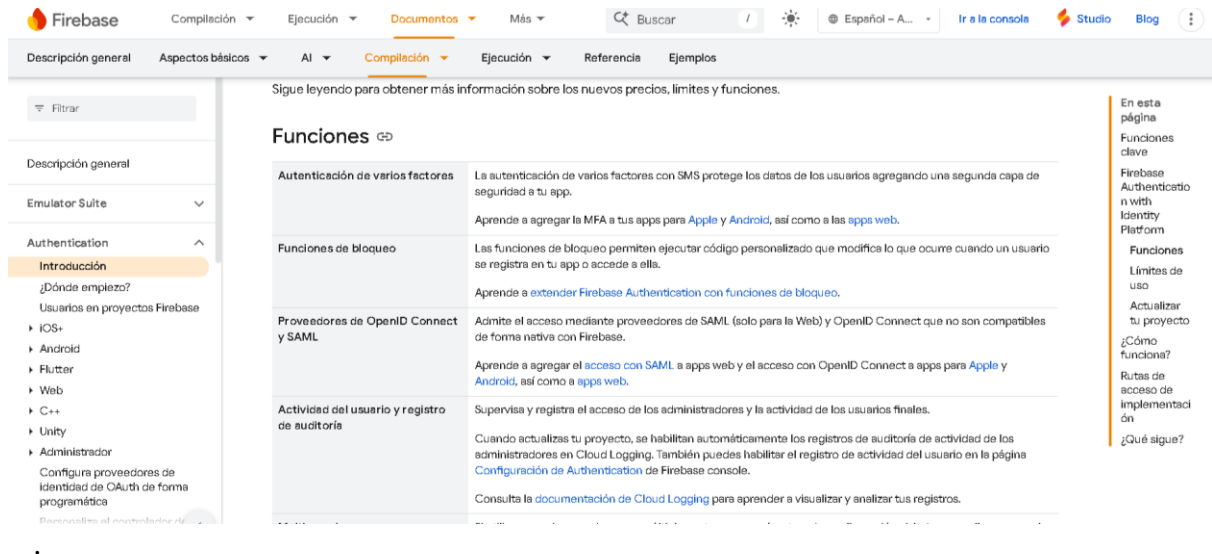 Firebase
Compilación
Ejecución
Documentos
Más
Buscar
/
Español – A...
Ir a la consola
Studio
Blog
Descripción general
Aspectos básicos
AI
Compilación
Ejecución
Referencia
Ejemplos
Filtrar
Descripción general
Emulator Suite
Authentication
Introducción
¿Dónde empiezo?
Usuarios en proyectos Firebase
iOS+
Android
Flutter
Web
C++
Unity
Administrador
Configura proveedores de
identidad de OAuth de forma
programática
Personaliza el controlador de
Sigue leyendo para obtener más información sobre los nuevos precios, límites y funciones.
Funciones
Autenticación de varios factores
La autenticación de varios factores con SMS protege los datos de los usuarios agregando una segunda capa de
seguridad a tu app.
Aprende a agregar la MFA a tus apps para Apple y Android, así como a las apps web.
Funciones de bloqueo
Las funciones de bloqueo permiten ejecutar código personalizado que modifica lo que ocurre cuando un usuario
se registra en tu app o accede a ella.
Aprende a extender Firebase Authentication con funciones de bloqueo.
Proveedores de OpenID Connect
y SAML
Admite el acceso mediante proveedores de SAML (solo para la Web) y OpenID Connect que no son compatibles
de forma nativa con Firebase.
Aprende a agregar el acceso con SAML a apps web y el acceso con OpenID Connect a apps para Apple y
Android, así como a apps web.
Actividad del usuario y registro
de auditoría
Supervisa y registra el acceso de los administradores y la actividad de los usuarios finales.
Cuando actualizas tu proyecto, se habilitan automáticamente los registros de auditoría de actividad de los
administradores en Cloud Logging. También puedes habilitar el registro de actividad del usuario en la página
Configuración de Authentication de Firebase console.
Consulta la documentación de Cloud Logging para aprender a visualizar y analizar tus registros.
En esta
página
Funciones
clave
Firebase
Authenticatio
n with
Identity
Platform
Funciones
Límites de
uso
Actualizar
tu proyecto
¿Cómo
funciona?
Rutas de
acceso de
implementaci
ón
¿Qué sigue?